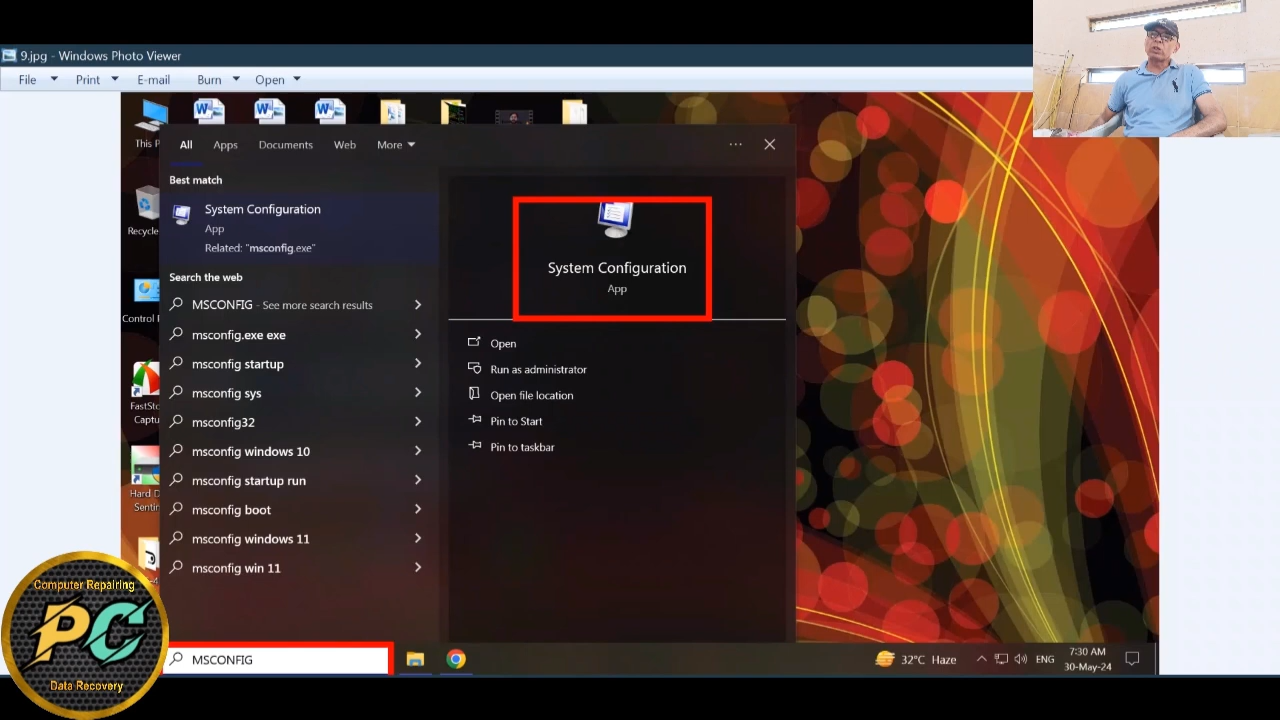 9.jpg - Windows Photo Viewer
File Print E-mail Burn Open
This P
Recycle
Control
FastSto
Captu
Hard D
Sentin
All Apps Documents Web More
Best match
System Configuration
App
Related: "msconfig.exe"
Search the web
MSCONFIG - See more search results
msconfig.exe exe
msconfig startup
msconfig sys
msconfig32
msconfig windows 10
msconfig startup run
msconfig boot
msconfig windows 11
msconfig win 11
System Configuration
App
Open
Run as administrator
Open file location
Pin to Start
Pin to taskbar
MSCONFIG
32°C Haze
ENG
7:30 AM
30-May-24
Computer Repairing
PC
Data Recovery